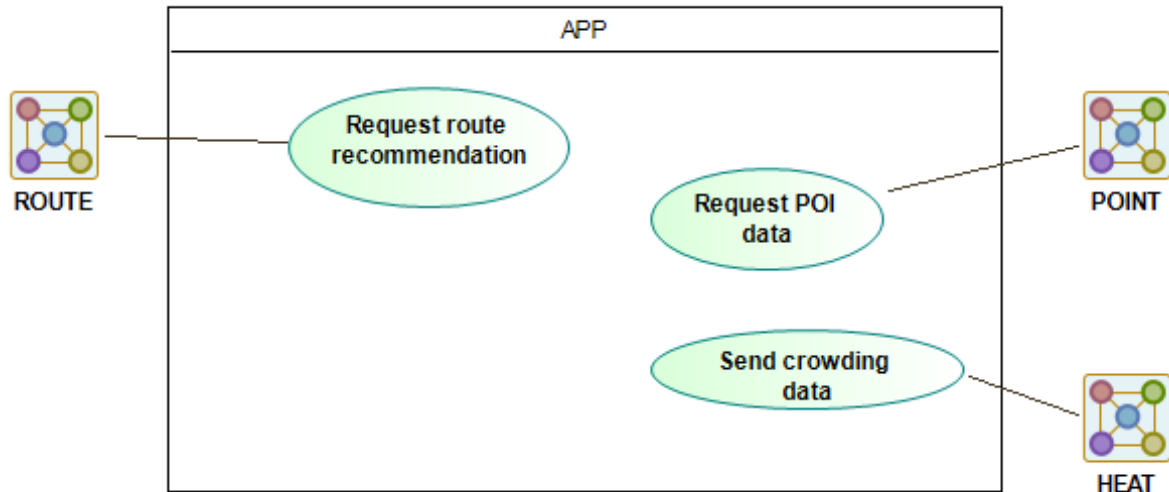 APP
Request route
recommendation
ROUTE
Request POI
data
POINT
Send crowding
data
HEAT